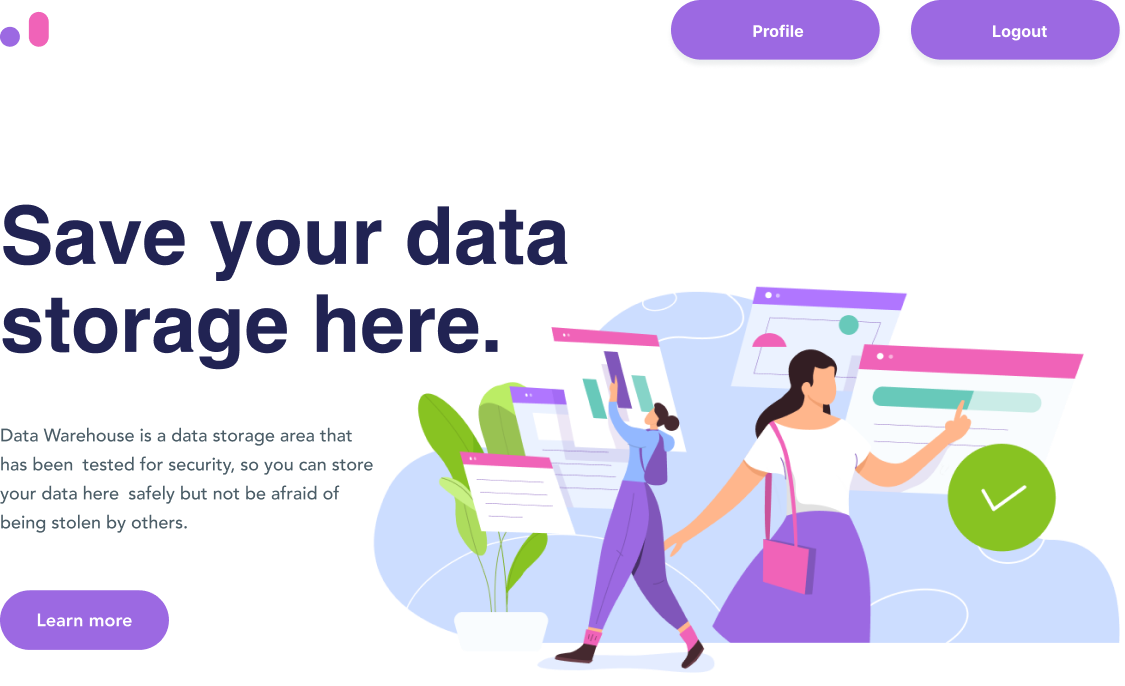 Profile
Logout
Save your data
storage here.
Data Warehouse is a data storage area that
has been  tested for security, so you can store
your data here  safely but not be afraid of
being stolen by others.
Learn more